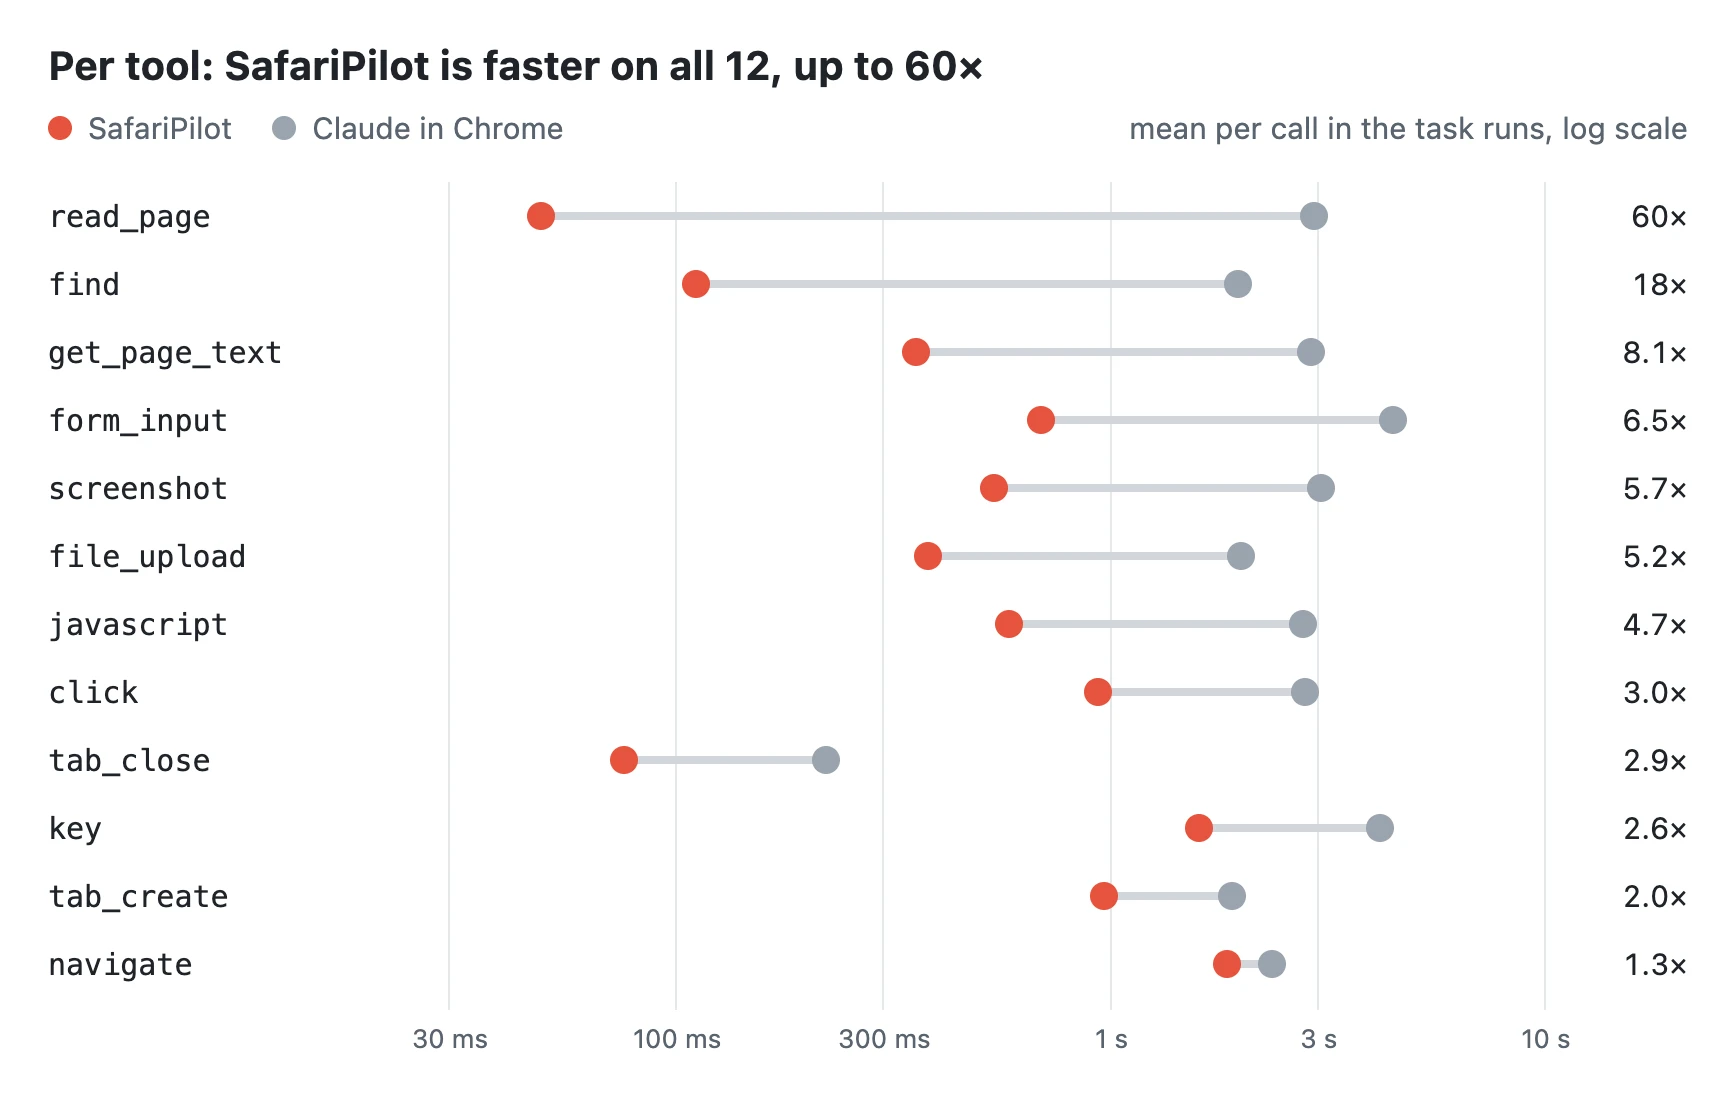 Per tool: SafariPilot is faster on all 12, up to 60×
SafariPilot Claude in Chrome mean per call in the task runs, log scale
read_page 60×
find 18×
get_page_text 8.1×
form_input 6.5×
screenshot 5.7×
file_upload 5.2×
javascript 4.7×
click 3.0×
tab_close 2.9×
key 2.6×
tab_create 2.0×
navigate 1.3×
30 ms 100 ms 300 ms 1 s 3 s 10 s